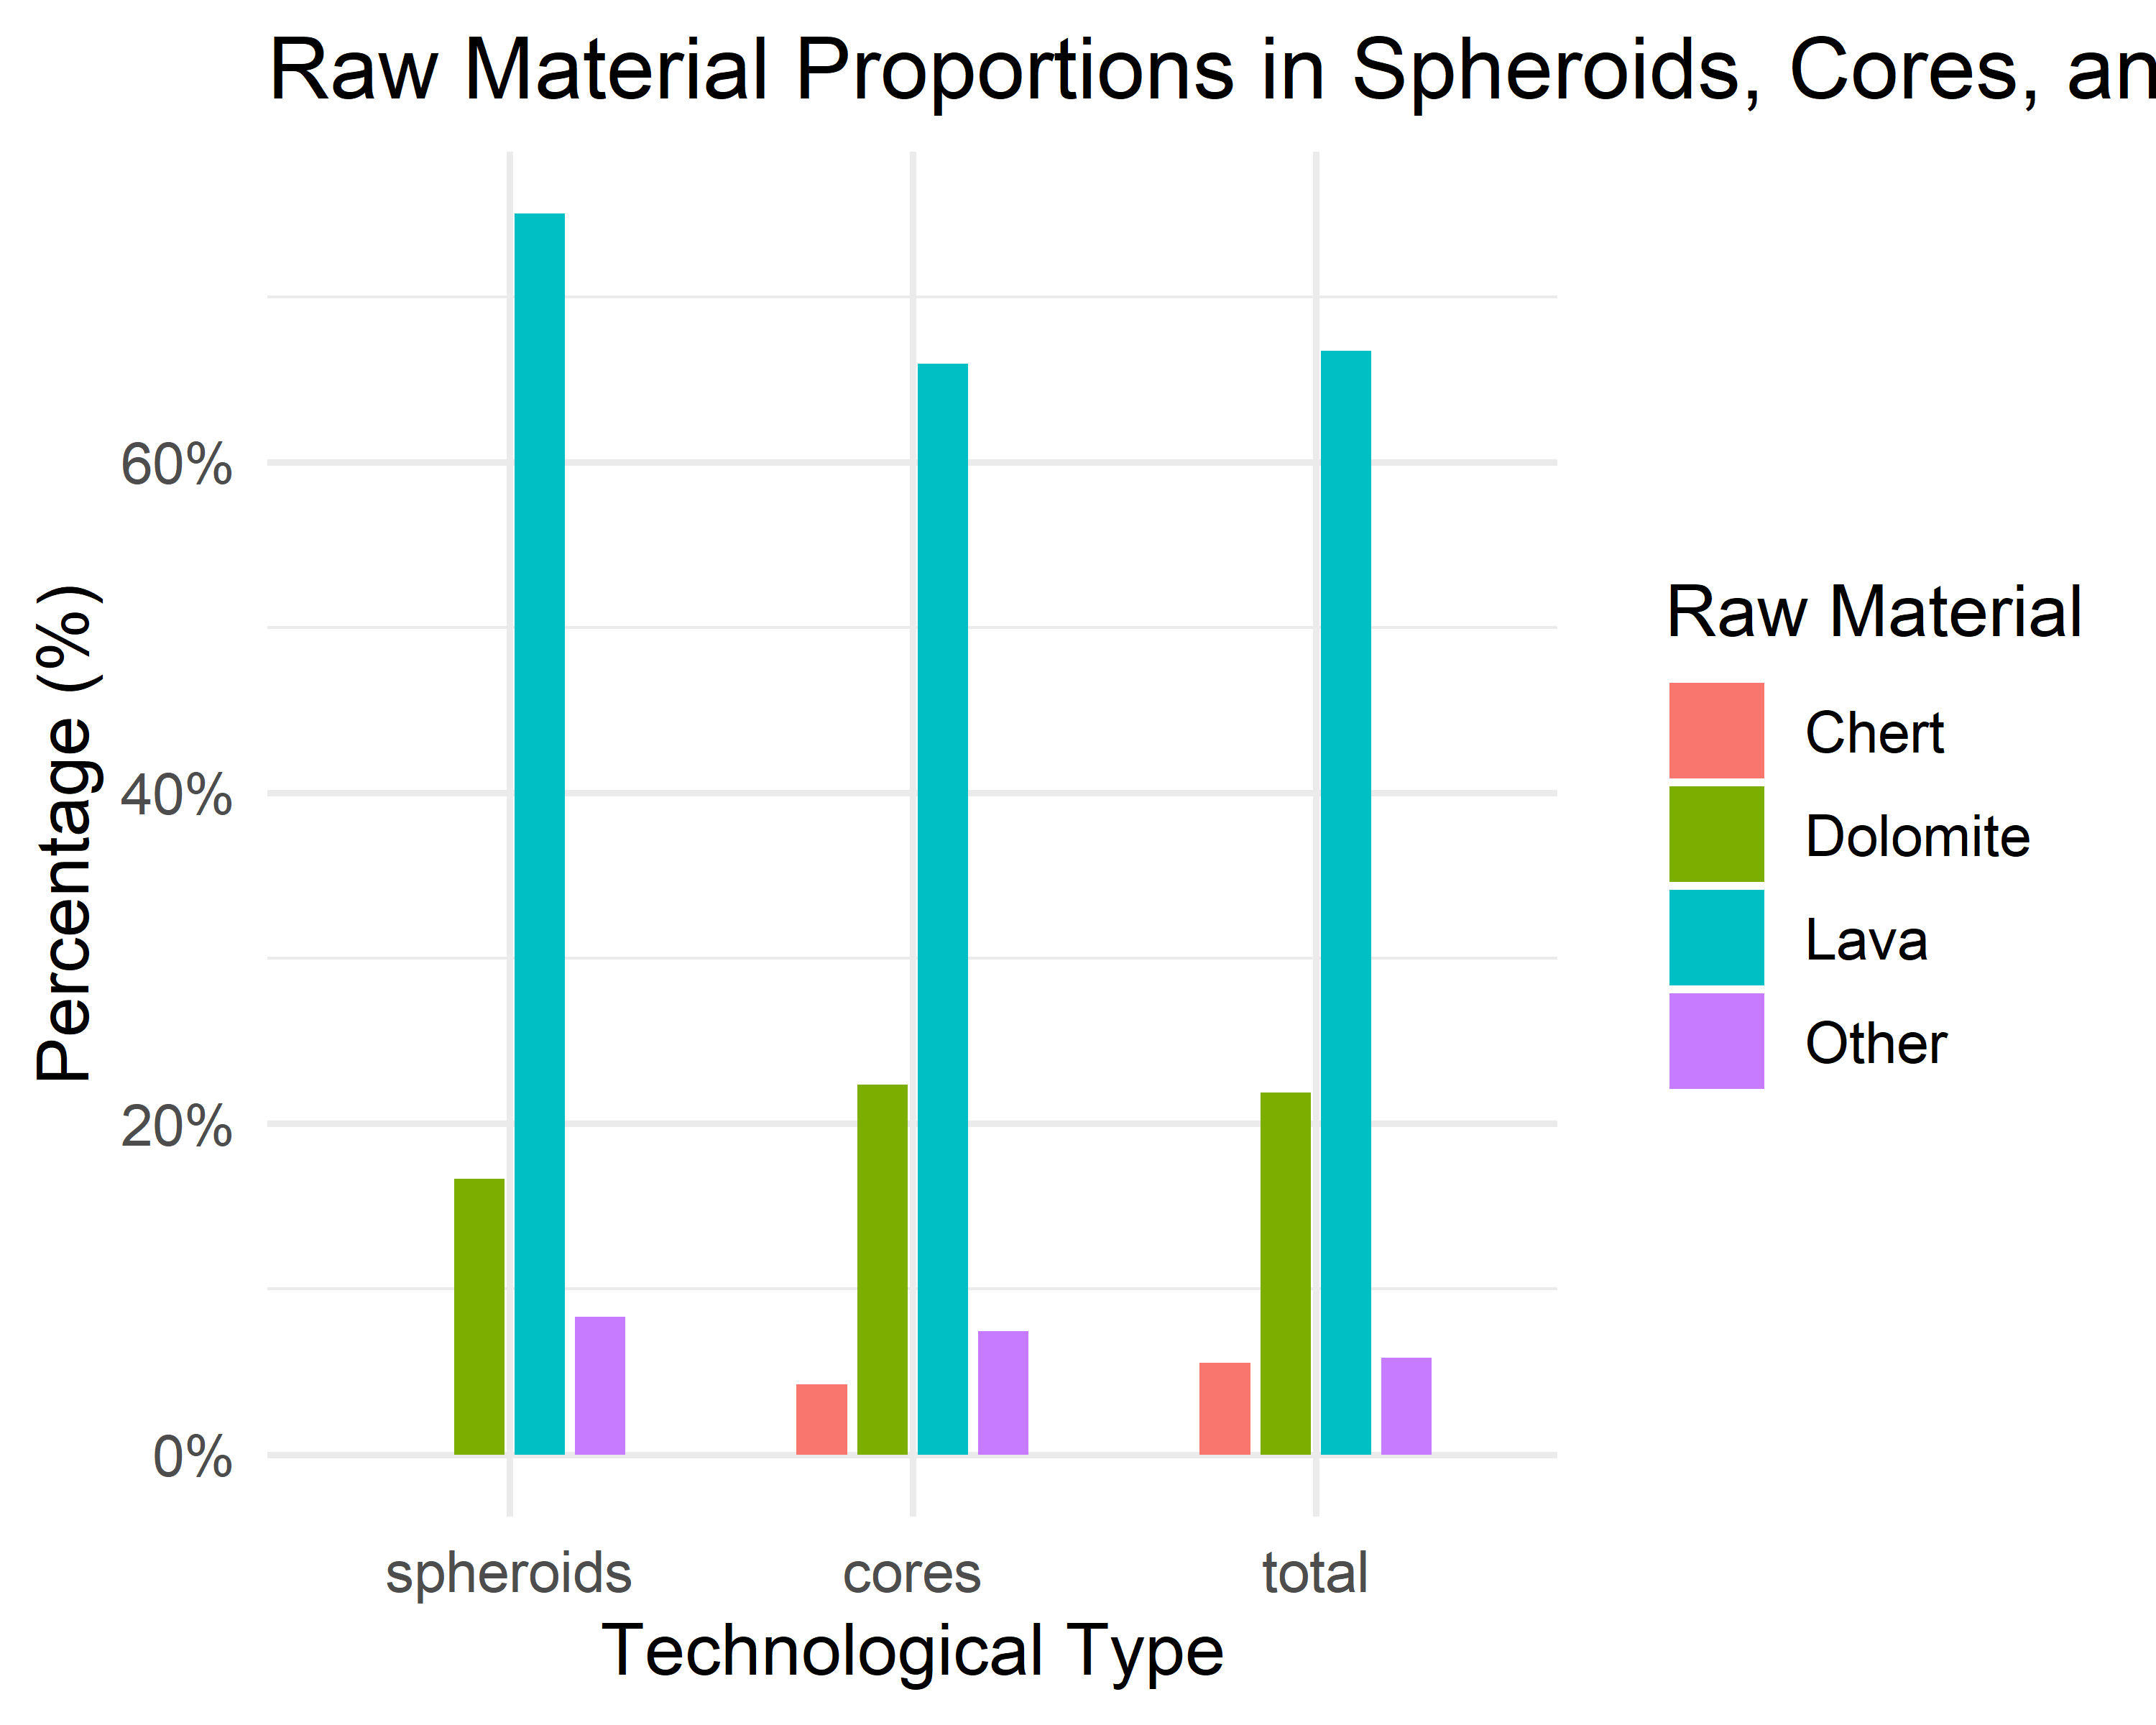 Raw Material Proportions in Spheroids, Cores, an
Percentage (%)
60%
40%
20%
0%
spheroids
cores
total
Technological Type
Raw Material
Chert
Dolomite
Lava
Other